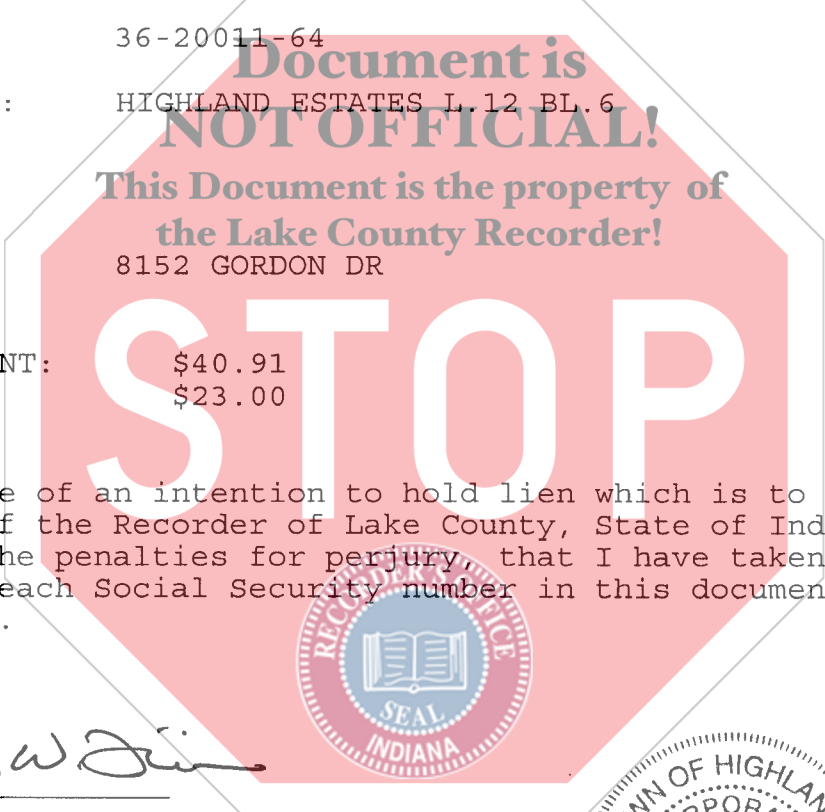 36-20011-64
Document is
: HIGHLAND ESTATES L.12 BL.6
NOT OFFICIAL!
This Document is the property of
the Lake County Recorder!
8152 GORDON DR
STOP
NT: $40.91
$23.00
e of an intention to hold lien which is to
f the Recorder of Lake County, State of Ind
he penalties for perjury, that I have taken
each Social Security number in this documen
.
RECORDER'S OFFICE
SEAL
INDIANA
WN OF HIGHLAN
RPORA